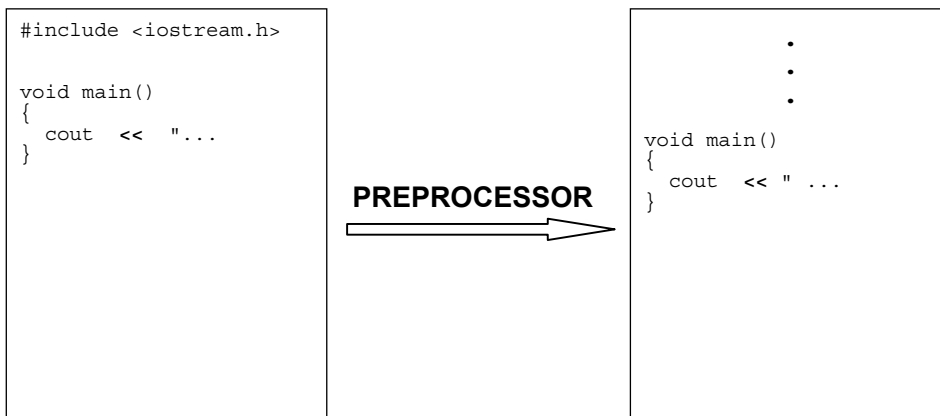 #include <iostream.h>
void main()
{
cout << "...
}
PREPROCESSOR
.
.
.
void main()
{
cout << " ...
}